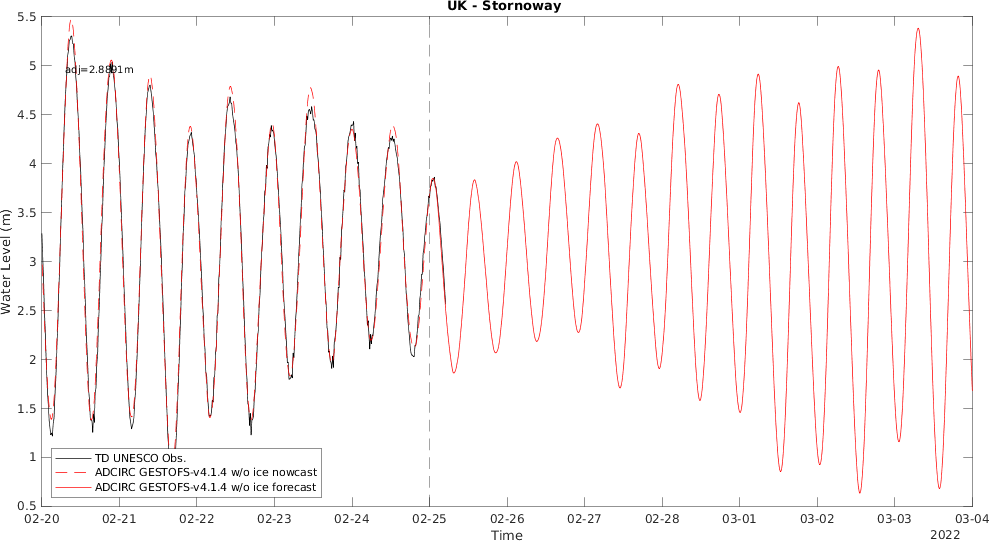 UK - Stornoway
Water Level (m)
5.5
5
4.5
4
3.5
3
2.5
2
1.5
1
0.5
adj=2.8891m
TD UNESCO Obs.
ADCIRC GESTOFS-v4.1.4 w/o ice nowcast
ADCIRC GESTOFS-v4.1.4 w/o ice forecast
02-20 02-21 02-22 02-23 02-24 02-25 02-26 02-27 02-28 03-01 03-02 03-03 03-04
Time
2022